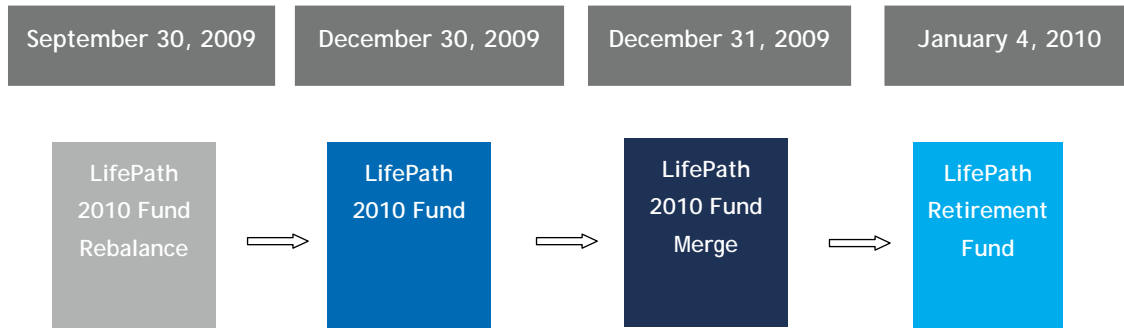 September 30, 2009
December 30, 2009
December 31, 2009
January 4, 2010
LifePath
2010 Fund
Rebalance
LifePath
2010 Fund
LifePath
2010 Fund
Merge
LifePath
Retirement
Fund